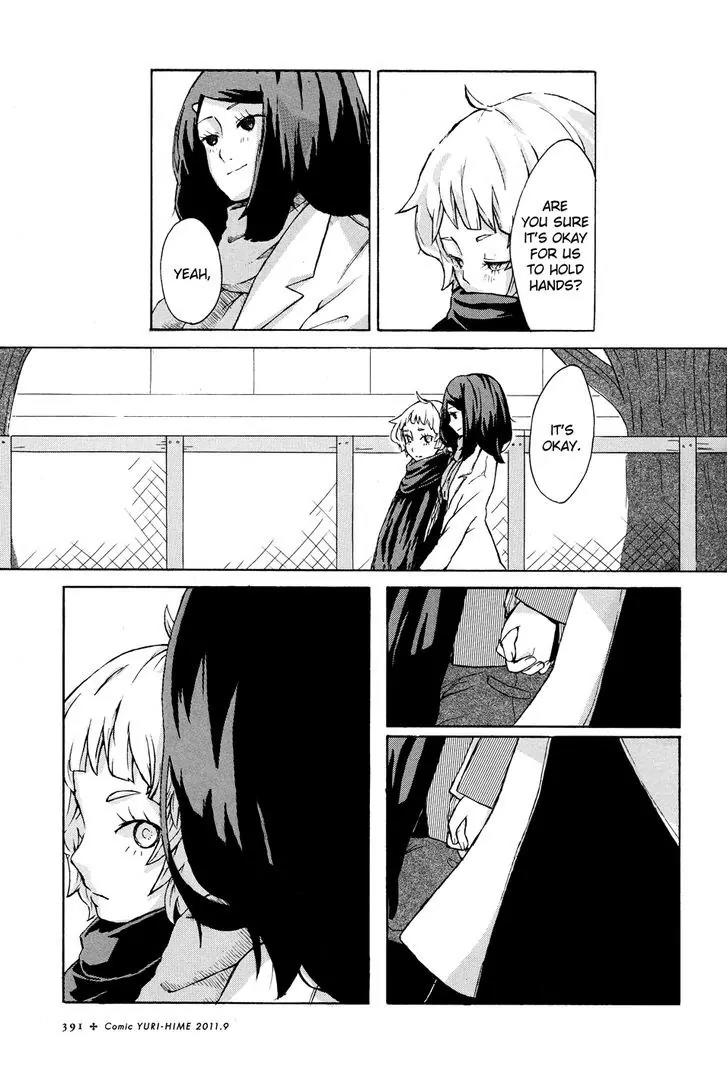 ARE
YOU SURE
IT'S OKAY
FOR US
TO HOLD
HANDS?
YEAH,
IT'S
OKAY.
391 + Comic YURI-HIME 2011.9